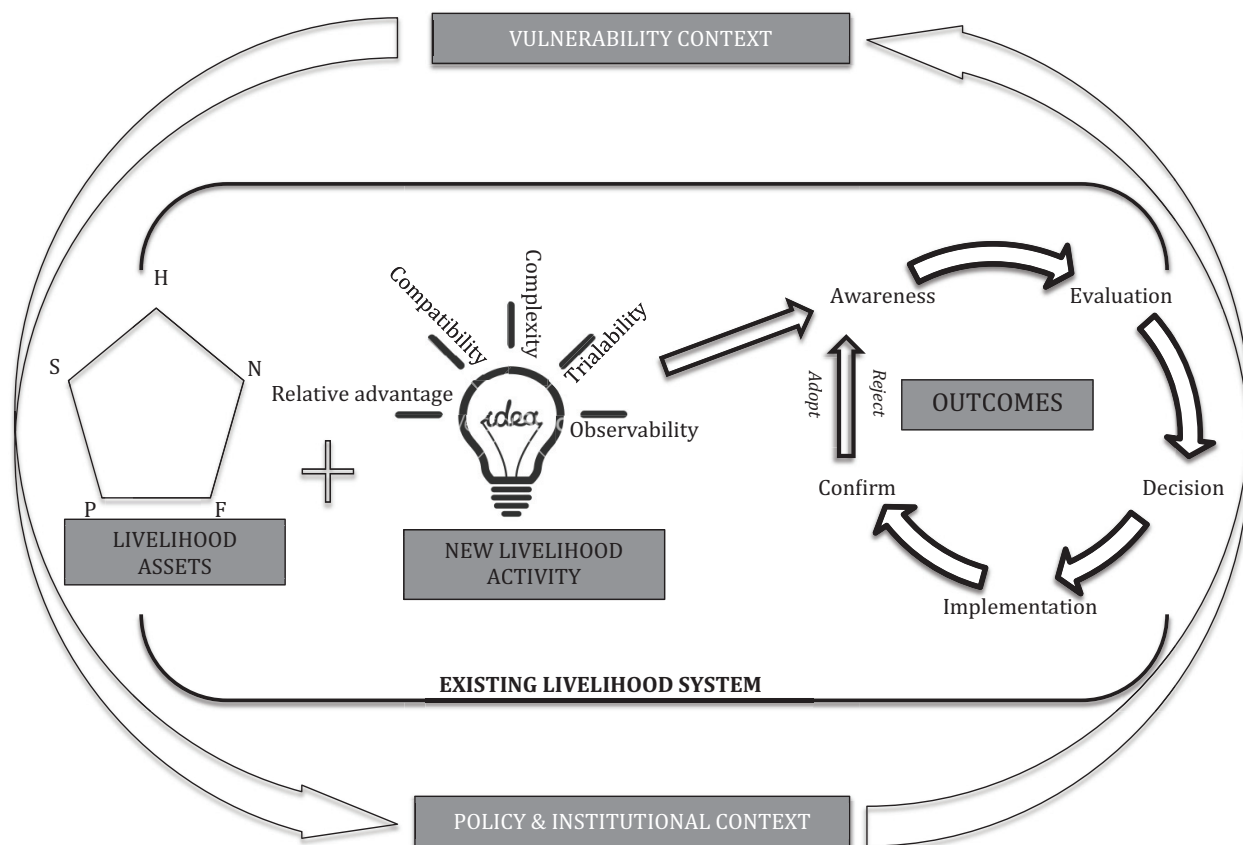 VULNERABILITY CONTEXT
H
S
N
P
F
LIVELIHOOD
ASSETS
Relative advantage
Compatibility
Complexity
Trialability
Observability
idea
NEW LIVELIHOOD
ACTIVITY
Awareness
Evaluation
Decision
Implementation
Confirm
Adopt
Reject
OUTCOMES
EXISTING LIVELIHOOD SYSTEM
POLICY & INSTITUTIONAL CONTEXT